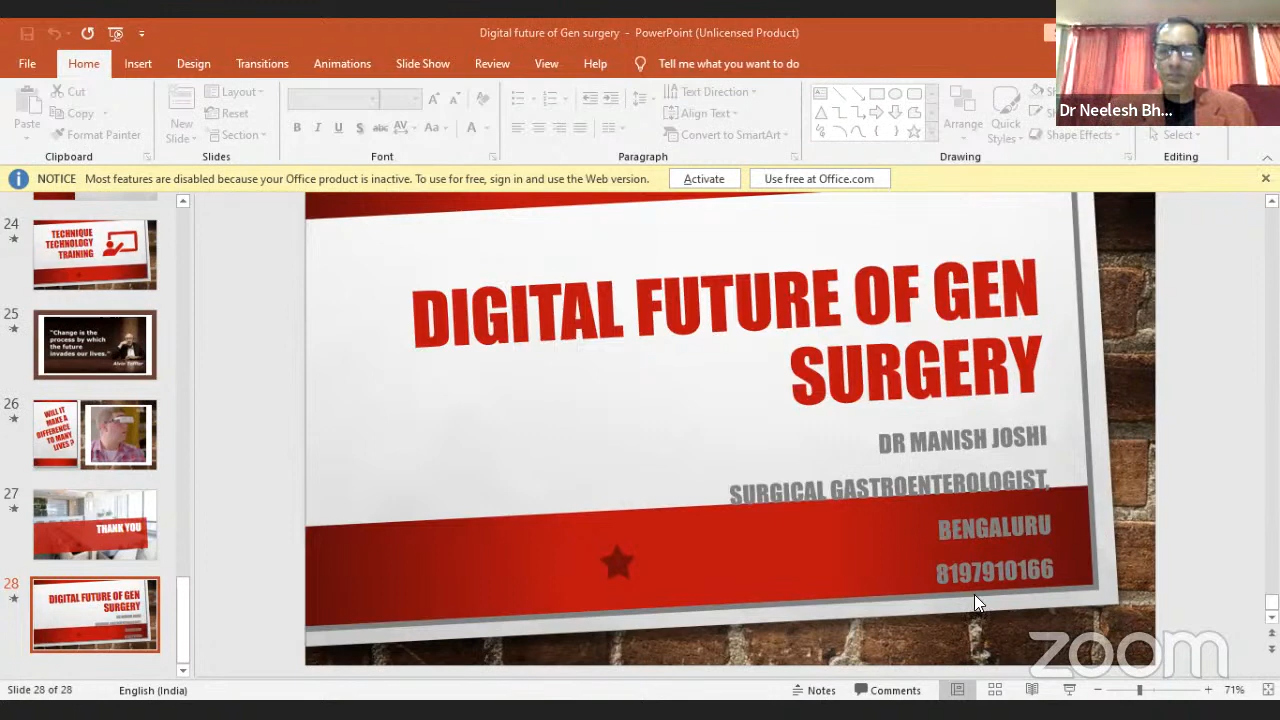 Digital future of Gen surgery - PowerPoint (Unlicensed Product)
File Home Insert Design Transitions Animations Slide Show Review View Help Tell me what you want to do
Cut
Copy
Format Painter
Paste
Clipboard
New
Slide
Layout
Reset
Section
Slides
Font
Text Direction
Align Text
Convert to SmartArt
Paragraph
Arrange
Quick
Styles
Shape Effects
Drawing
Select
Editing
Dr Neelesh Bh...
NOTICE Most features are disabled because your Office product is inactive. To use for free, sign in and use the Web version. Activate Use free at Office.com
24
TECHNIQUE
TECHNOLOGY
TRAINING
25
"Change is the
process by which
the future
invades our lives."
Alvin Toffler
26
WILL IT
MAKE A
DIFFERENCE
TO MANY
LIVES ?
27
THANK YOU
28
DIGITAL FUTURE OF GEN
SURGERY
DIGITAL FUTURE OF GEN
SURGERY
DR MANISH JOSHI
SURGICAL GASTROENTEROLOGIST,
BENGALURU
8197910166
zoom
Slide 28 of 28 English (India) Notes Comments 71%